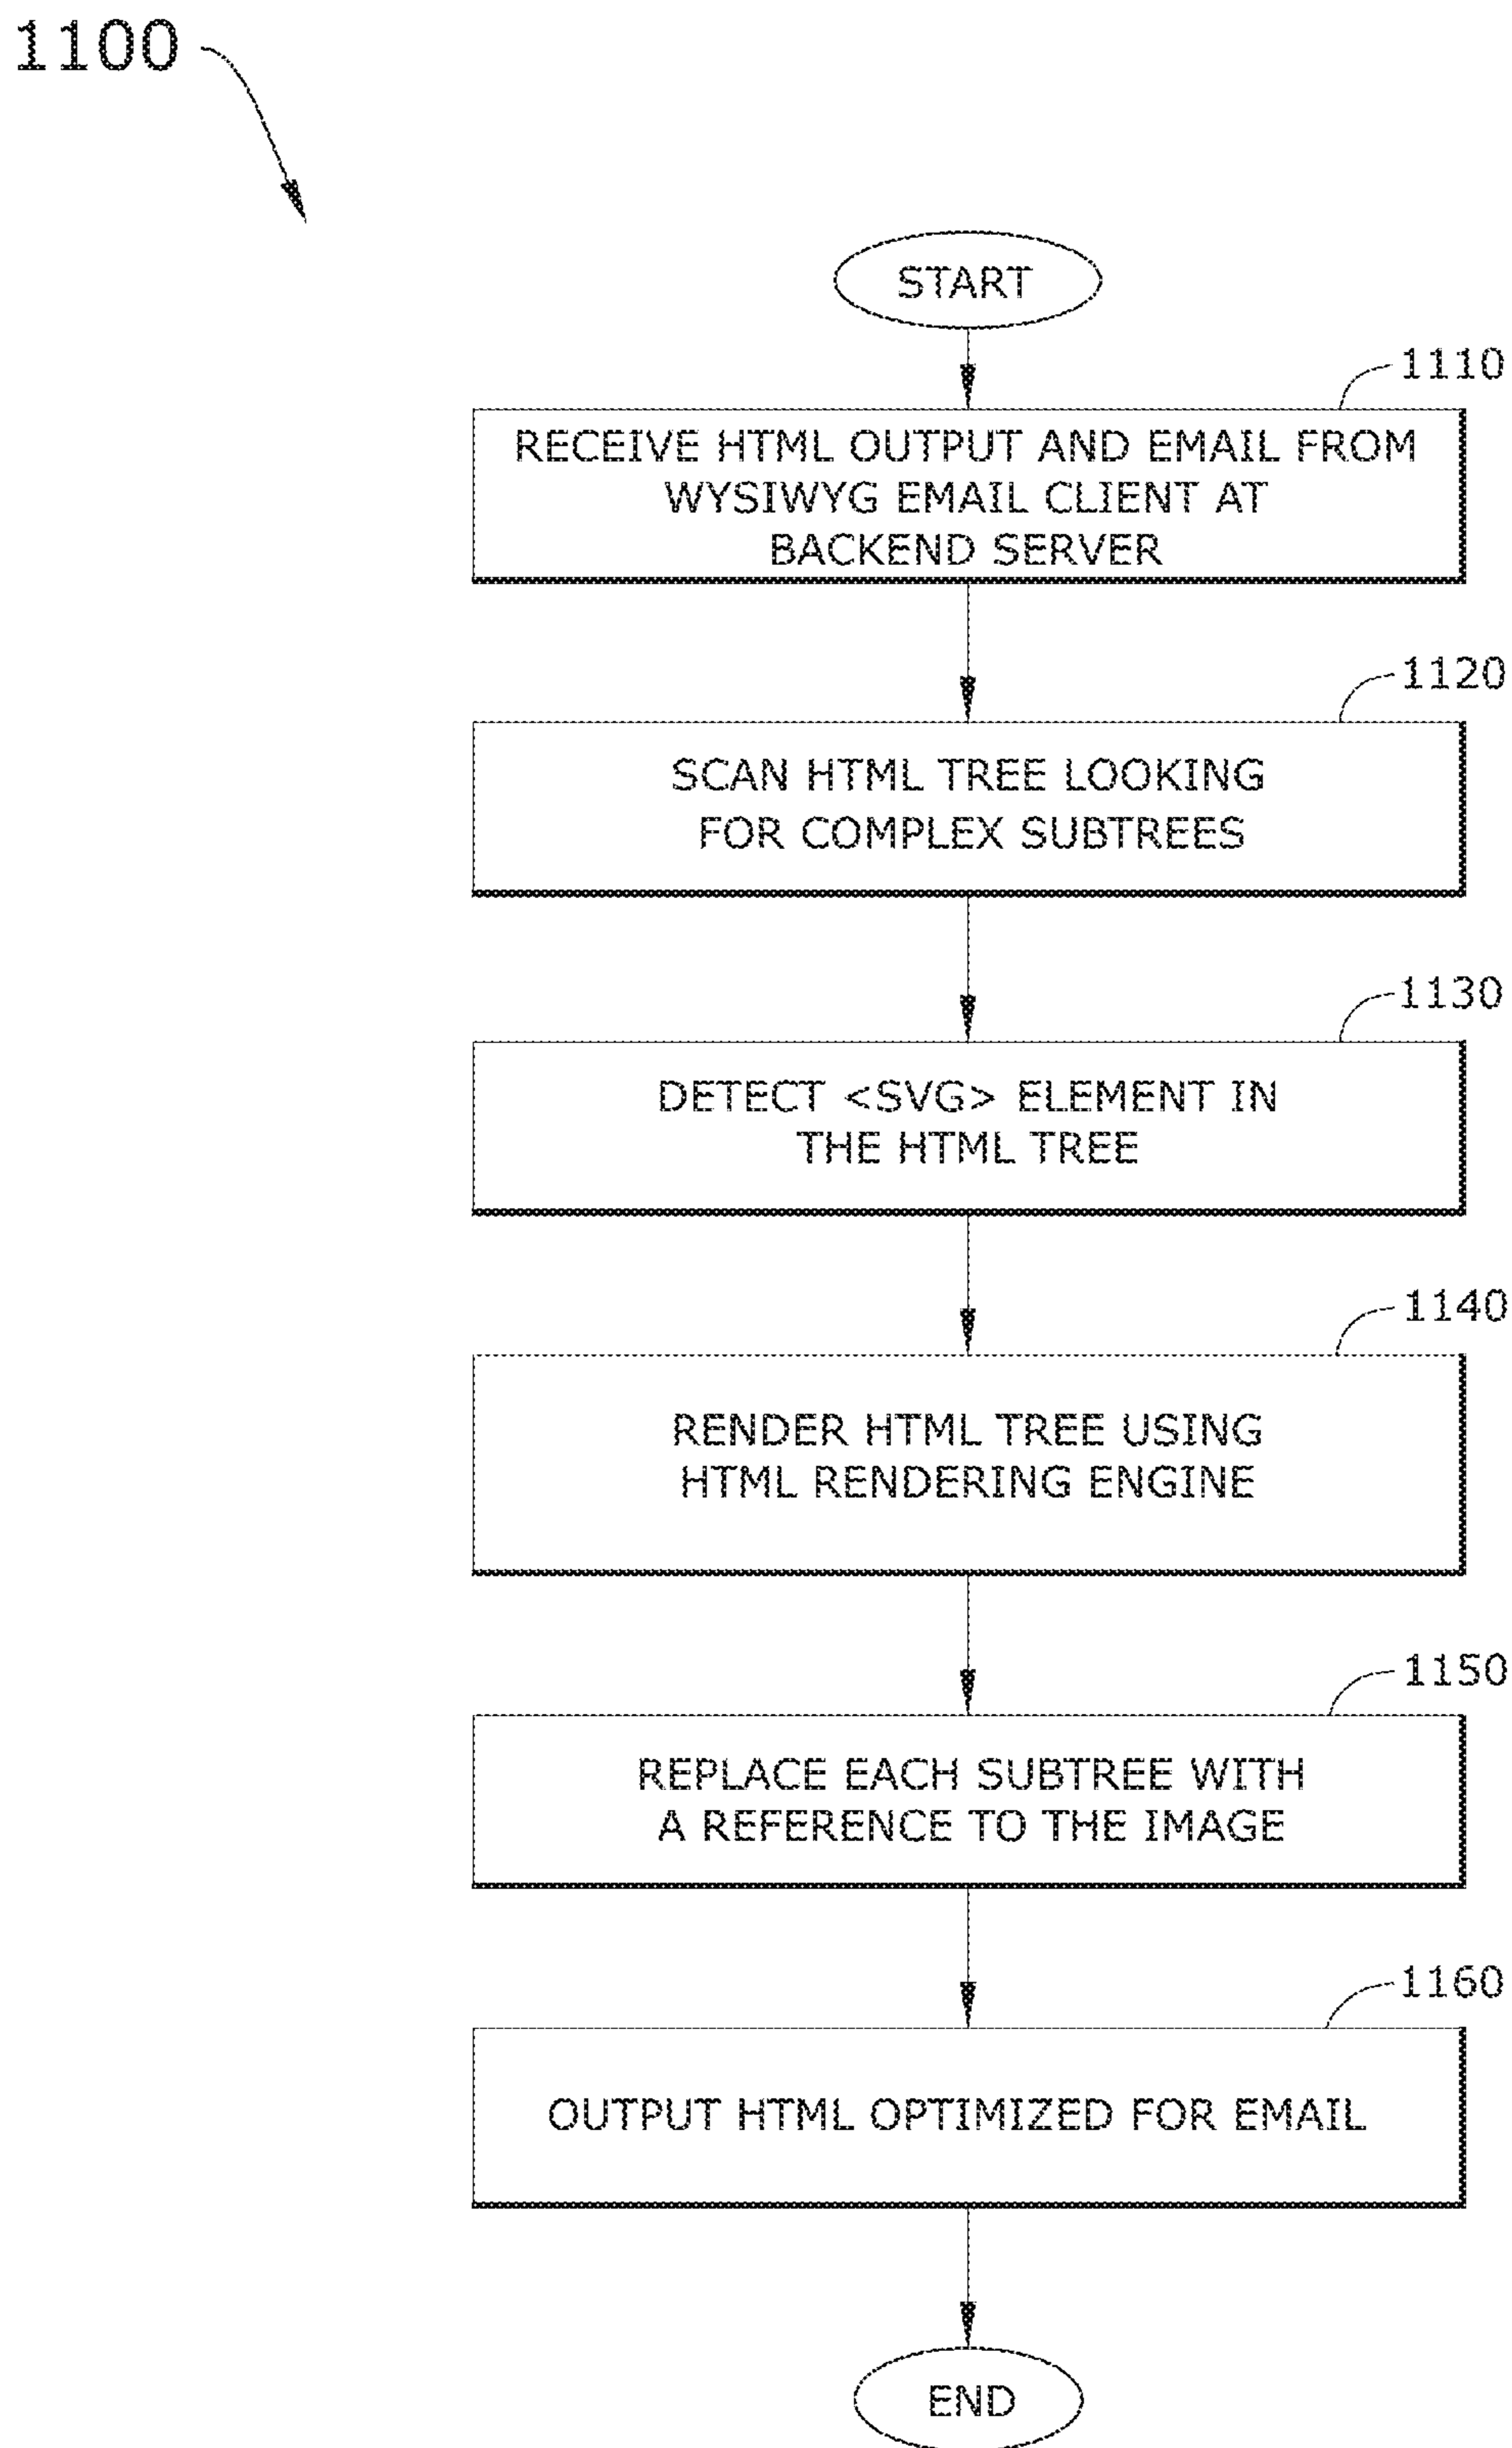 1100
START
1110
RECEIVE HTML OUTPUT AND EMAIL FROM
WYSIWYG EMAIL CLIENT AT
BACKEND SERVER
1120
SCAN HTML TREE LOOKING
FOR COMPLEX SUBTREES
1130
DETECT <SVG> ELEMENT IN
THE HTML TREE
1140
RENDER HTML TREE USING
HTML RENDERING ENGINE
1150
REPLACE EACH SUBTREE WITH
A REFERENCE TO THE IMAGE
1160
OUTPUT HTML OPTIMIZED FOR EMAIL
END